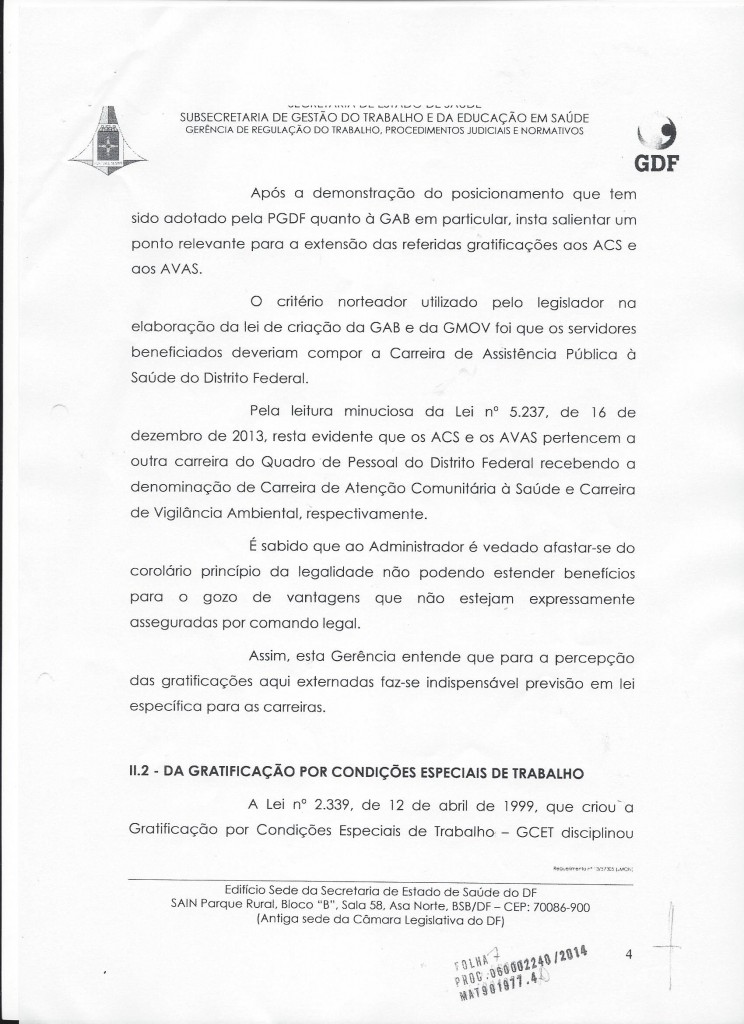 SECRETARIA DE ESTADO DE SAÚDE
SUBSECRETARIA DE GESTÃO DO TRABALHO E DA EDUCAÇÃO EM SAÚDE
GERÊNCIA DE REGULAÇÃO DO TRABALHO, PROCEDIMENTOS JUDICIAIS E NORMATIVOS
GDF
Após a demonstração do posicionamento que tem
sido adotado pela PGDF quanto à GAB em particular, insta salientar um
ponto relevante para a extensão das referidas gratificações aos ACS e
aos AVAS.
O critério norteador utilizado pelo legislador na
elaboração da lei de criação da GAB e da GMOV foi que os servidores
beneficiados deveriam compor a Carreira de Assistência Pública à
Saúde do Distrito Federal.
Pela leitura minuciosa da Lei nº 5.237, de 16 de
dezembro de 2013, resta evidente que os ACS e os AVAS pertencem a
outra carreira do Quadro de Pessoal do Distrito Federal recebendo a
denominação de Carreira de Atenção Comunitária à Saúde e Carreira
de Vigilância Ambiental, respectivamente.
É sabido que ao Administrador é vedado afastar-se do
corolário princípio da legalidade não podendo estender benefícios
para o gozo de vantagens que não estejam expressamente
asseguradas por comando legal.
Assim, esta Gerência entende que para a percepção
das gratificações aqui externadas faz-se indispensável previsão em lei
específica para as carreiras.
II.2 - DA GRATIFICAÇÃO POR CONDIÇÕES ESPECIAIS DE TRABALHO
A Lei nº 2.339, de 12 de abril de 1999, que criou a
Gratificação por Condições Especiais de Trabalho – GCET disciplinou
Requerimento nº
Edifício Sede da Secretaria de Estado de Saúde do DF
SAIN Parque Rural, Bloco "B", Sala 58, Asa Norte, BSB/DF – CEP: 70086-900
(Antiga sede da Câmara Legislativa do DF)
4
FOLHA 7
PROC.060002240/2014
MAT901977.4